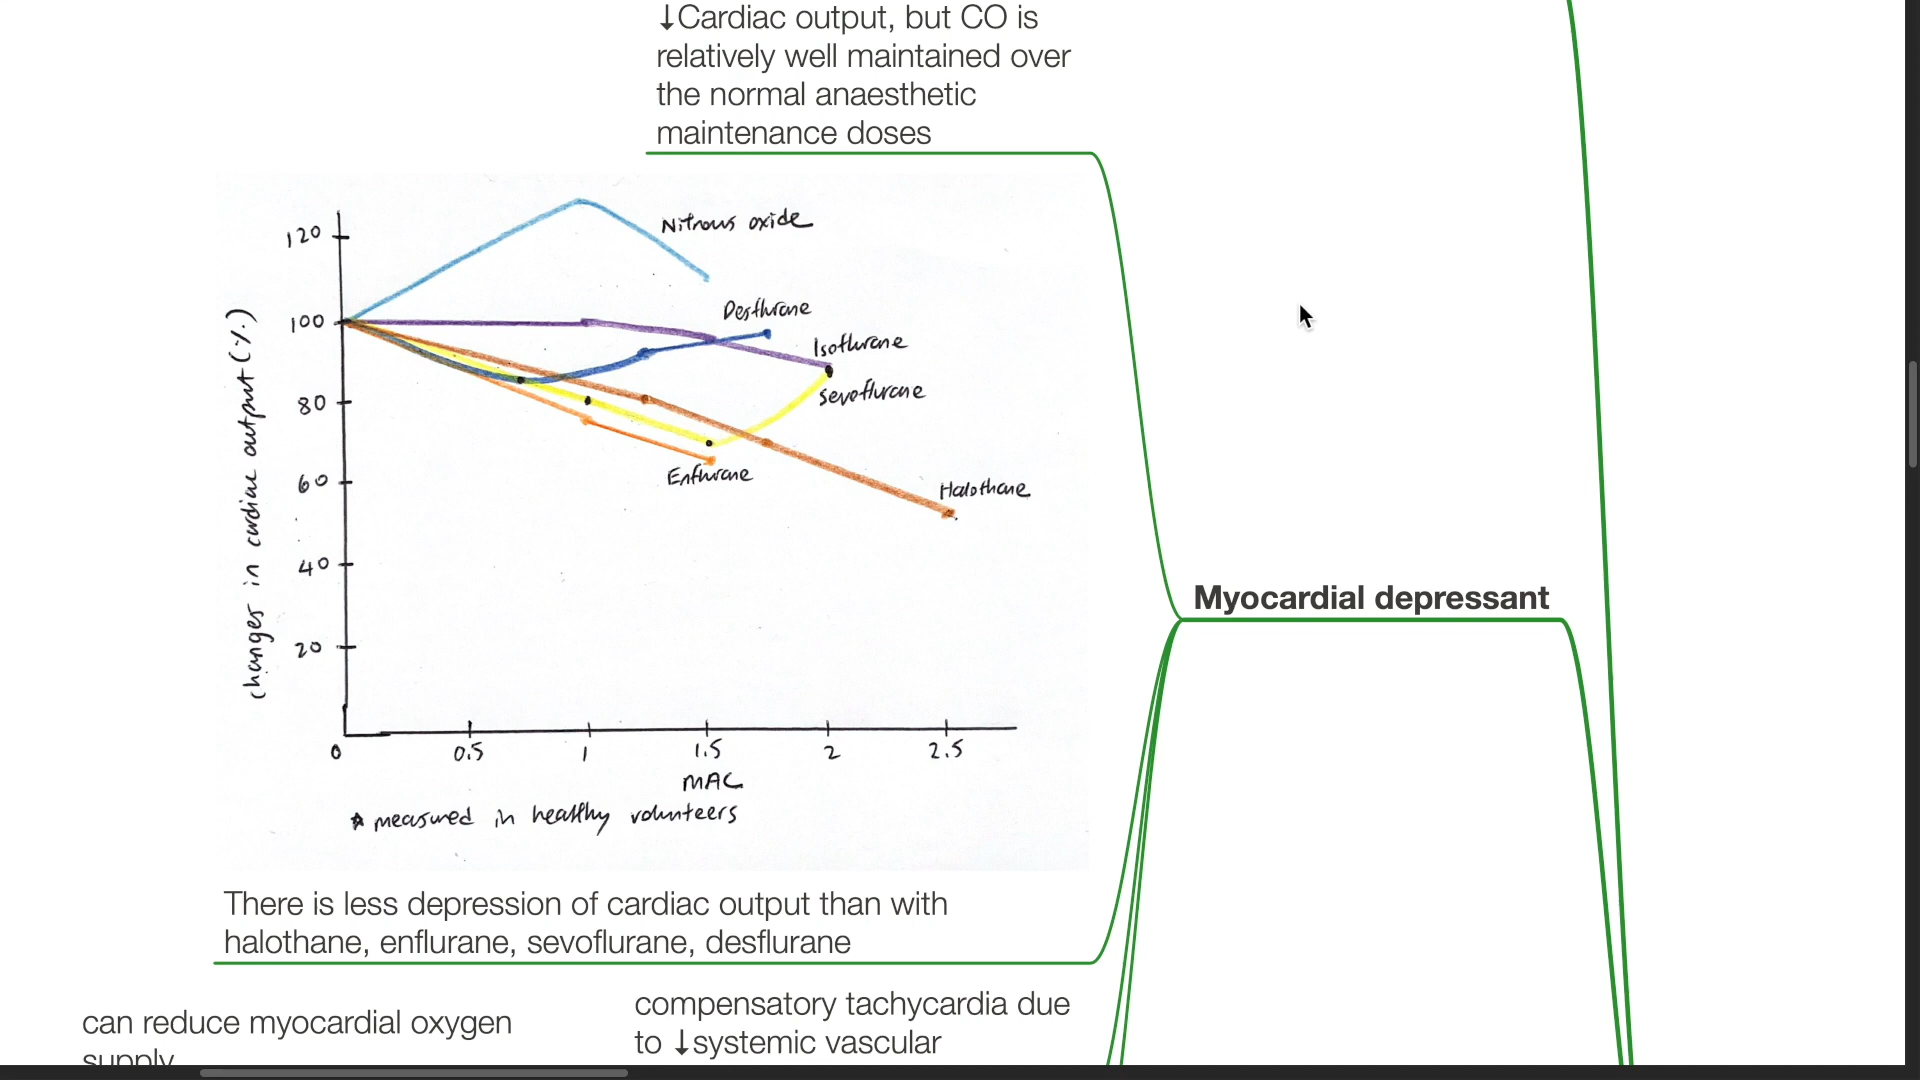 ↓Cardiac output, but CO is
relatively well maintained over
the normal anaesthetic
maintenance doses
Nitrous oxide
120
Desflurane
100
Isoflurane
Sevoflurane
80
Enflurane
60
Halothane
40
20
changes in cardiac output (%)
0 0.5 1 1.5 2 2.5
MAC
* measured in healthy volunteers
Myocardial depressant
There is less depression of cardiac output than with
halothane, enflurane, sevoflurane, desflurane
compensatory tachycardia due
to ↓systemic vascular
can reduce myocardial oxygen
supply